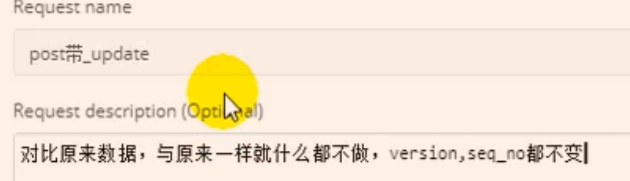 Request name
post带_update
Request description (Optional)
对比原来数据，与原来一样就什么都不做，version,seq_no都不变